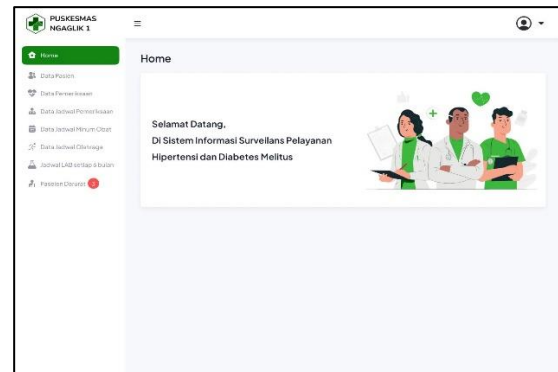 PUSKESMAS
NGAGLIK 1
Home
Data Pasien
Data Pemeriksaan
Data Jadwal Pemeriksaan
Data Jadwal Minum Obat
Data Jadwal Olahraga
Jadwal LAB setiap 6 bulan
Pasien Darurat
Home
Selamat Datang,
Di Sistem Informasi Surveilans Pelayanan
Hipertensi dan Diabetes Melitus